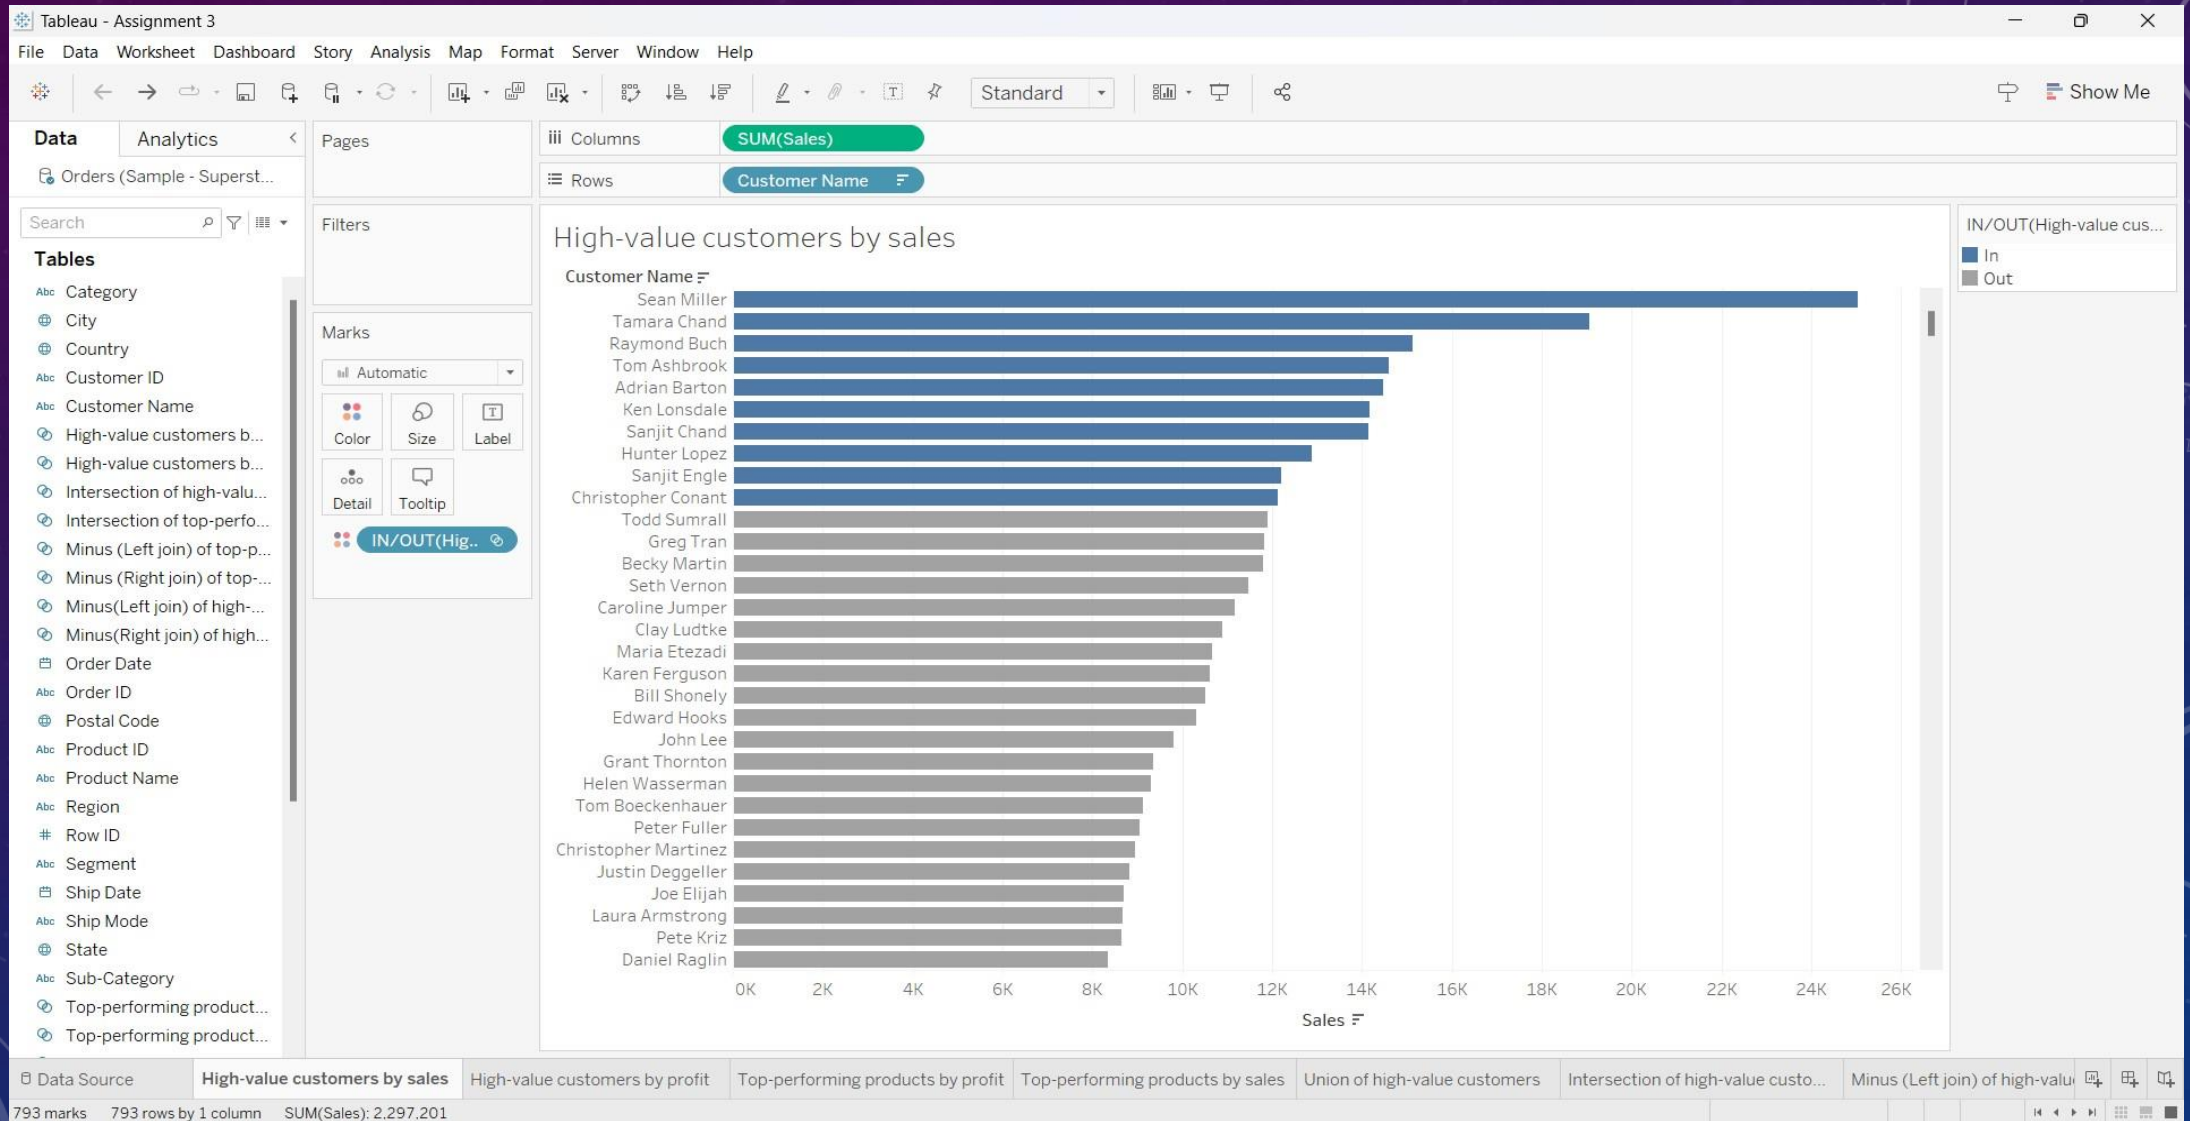 Tableau - Assignment 3
File Data Worksheet Dashboard Story Analysis Map Format Server Window Help
Standard
Show Me
Data
Analytics
Orders (Sample - Superst...
Search
Tables
Abc Category
City
Country
Abc Customer ID
Abc Customer Name
High-value customers b...
High-value customers b...
Intersection of high-valu...
Intersection of top-perfo...
Minus (Left join) of top-p...
Minus (Right join) of top-...
Minus(Left join) of high-...
Minus(Right join) of high...
Order Date
Abc Order ID
Postal Code
Abc Product ID
Abc Product Name
Abc Region
# Row ID
Abc Segment
Ship Date
Abc Ship Mode
State
Abc Sub-Category
Top-performing product...
Top-performing product...
Pages
Filters
Marks
Automatic
Color Size Label
Detail Tooltip
IN/OUT(Hig..
Columns SUM(Sales)
Rows Customer Name
High-value customers by sales
Customer Name
Sean Miller
Tamara Chand
Raymond Buch
Tom Ashbrook
Adrian Barton
Ken Lonsdale
Sanjit Chand
Hunter Lopez
Sanjit Engle
Christopher Conant
Todd Sumrall
Greg Tran
Becky Martin
Seth Vernon
Caroline Jumper
Clay Ludtke
Maria Etezadi
Karen Ferguson
Bill Shonely
Edward Hooks
John Lee
Grant Thornton
Helen Wasserman
Tom Boeckenhauer
Peter Fuller
Christopher Martinez
Justin Deggeller
Joe Elijah
Laura Armstrong
Pete Kriz
Daniel Raglin
0K 2K 4K 6K 8K 10K 12K 14K 16K 18K 20K 22K 24K 26K
Sales
IN/OUT(High-value cus...
In
Out
Data Source High-value customers by sales High-value customers by profit Top-performing products by profit Top-performing products by sales Union of high-value customers Intersection of high-value custo... Minus (Left join) of high-valu
793 marks 793 rows by 1 column SUM(Sales): 2,297,201